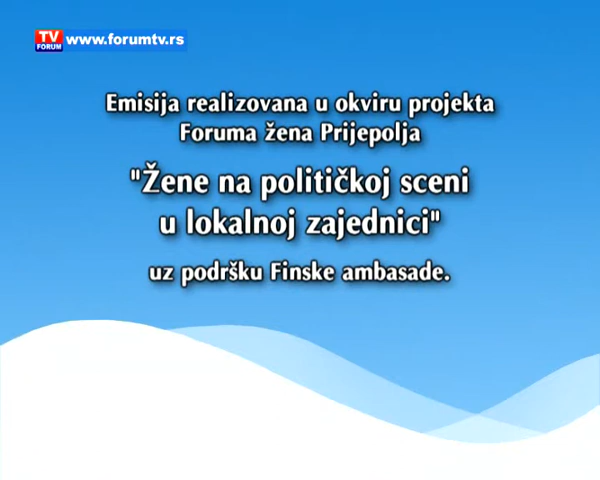 TV
FORUM
www.forumtv.rs
Emisija realizovana u okviru projekta
Foruma žena Prijepolja
"Žene na političkoj sceni
u lokalnoj zajednici"
uz podršku Finske ambasade.